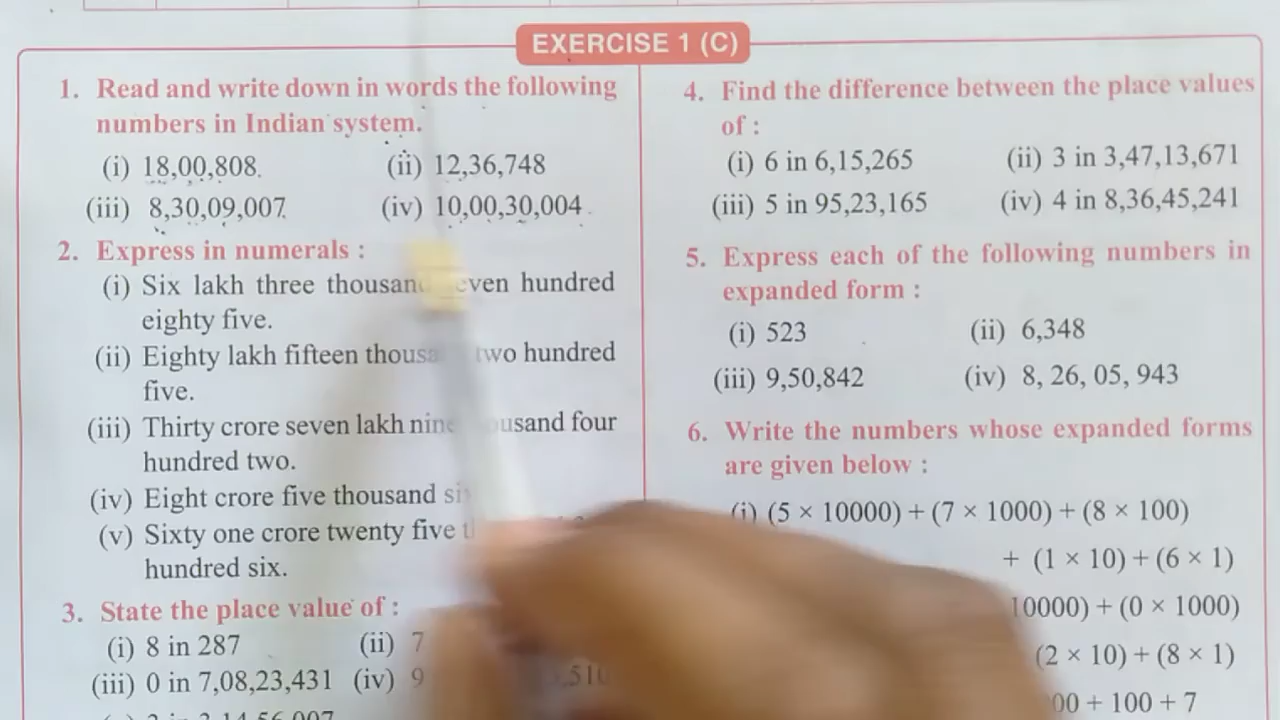 EXERCISE 1 (C)
1. Read and write down in words the following
numbers in Indian system.
(i) 18,00,808. (ii) 12,36,748
(iii) 8,30,09,007 (iv) 10,00,30,004
2. Express in numerals :
(i) Six lakh three thousand seven hundred
eighty five.
(ii) Eighty lakh fifteen thousand two hundred
five.
(iii) Thirty crore seven lakh nine thousand four
hundred two.
(iv) Eight crore five thousand
(v) Sixty one crore twenty five
hundred six.
3. State the place value of :
(i) 8 in 287 (ii) 7
(iii) 0 in 7,08,23,431 (iv) 9
4. Find the difference between the place values
of :
(i) 6 in 6,15,265 (ii) 3 in 3,47,13,671
(iii) 5 in 95,23,165 (iv) 4 in 8,36,45,241
5. Express each of the following numbers in
expanded form :
(i) 523 (ii) 6,348
(iii) 9,50,842 (iv) 8, 26, 05, 943
6. Write the numbers whose expanded forms
are given below :
(i) (5 × 10000) + (7 × 1000) + (8 × 100)
+ (1 × 10) + (6 × 1)
10000) + (0 × 1000)
(2 × 10) + (8 × 1)
00 + 100 + 7